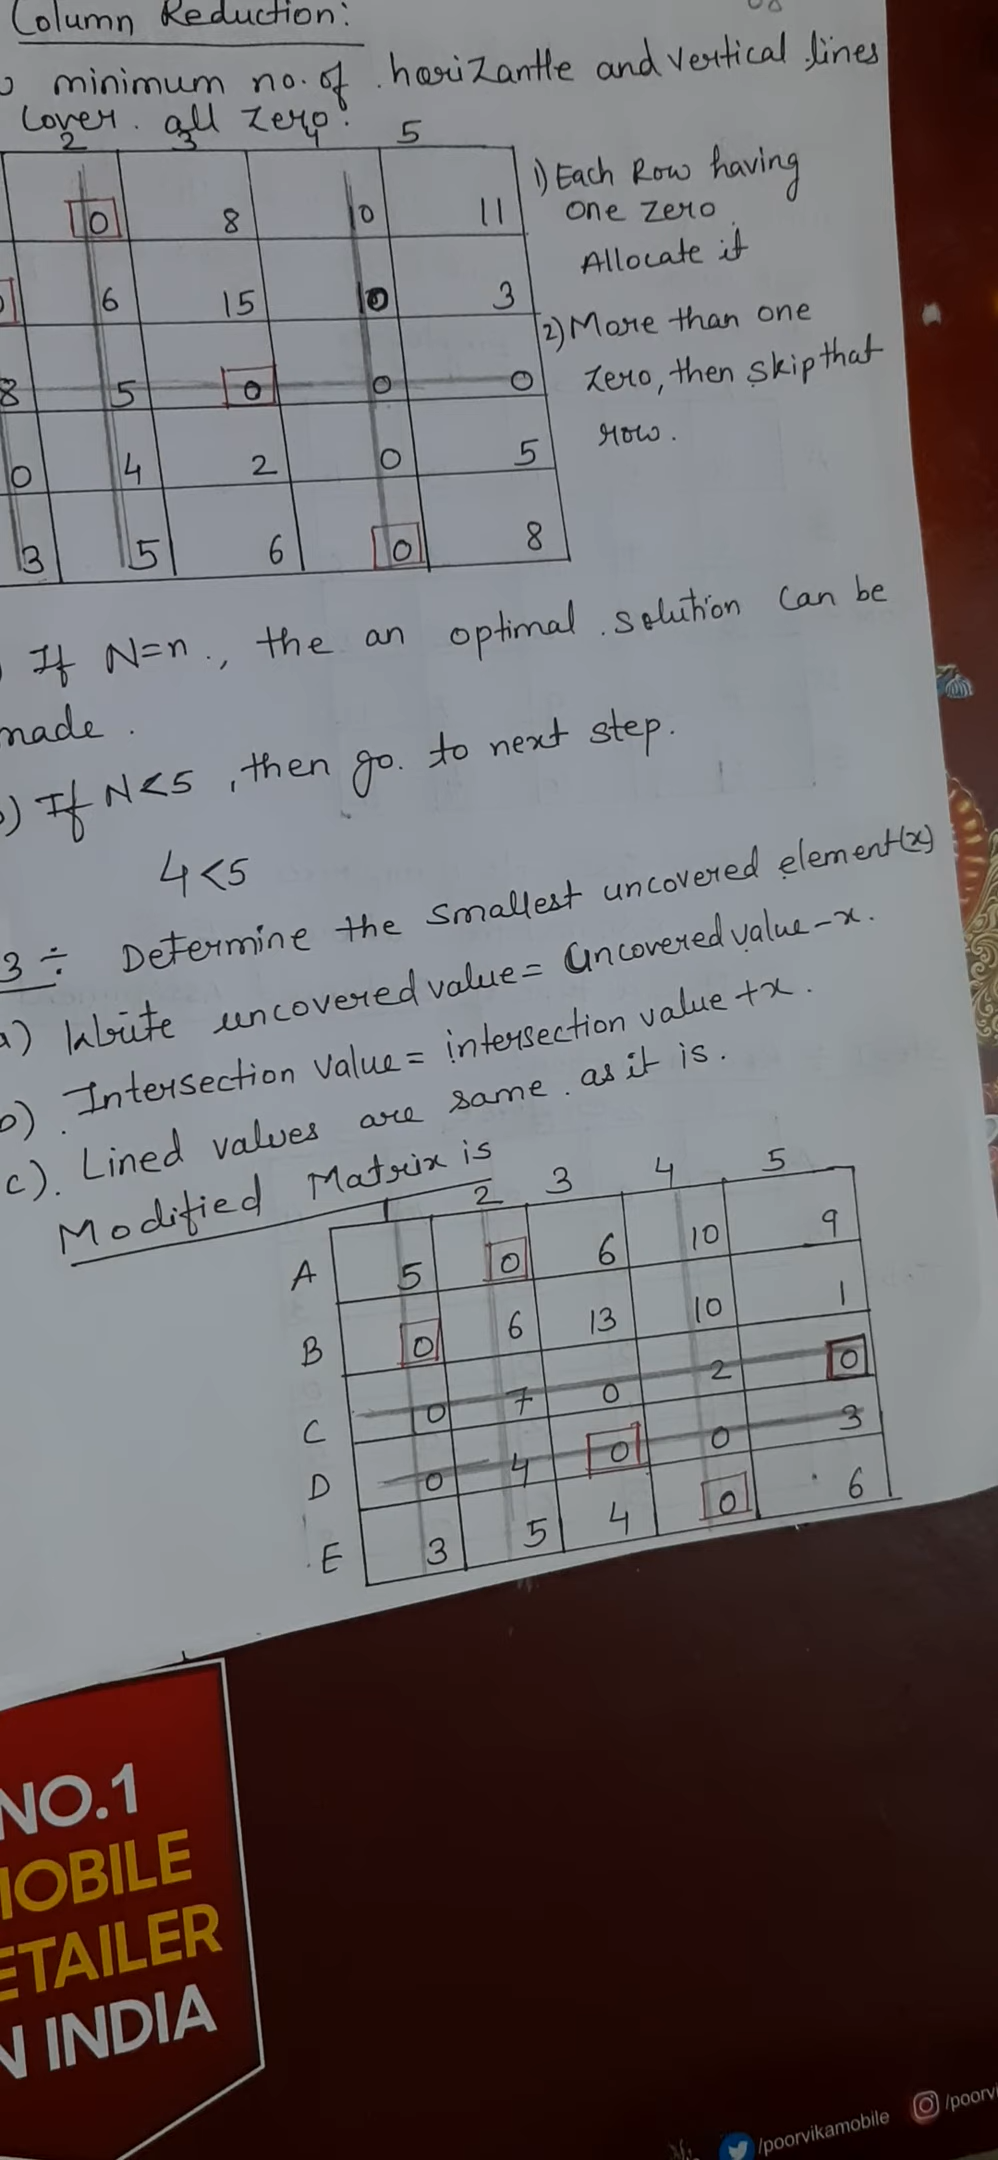 Column Reduction:
minimum no. of horizantle and vertical lines
Cover all zero.
2 3 4 5
0 8 0 11
6 15 0 3
8 5 0 0 0
0 4 2 0 5
3 5 6 0 8
1) Each Row having
one zero
Allocate it
2) More than one
zero, then skip that
row.
If N=n., the an optimal solution can be
made.
) If N<5, then go. to next step.
4<5
3 ÷ Determine the smallest uncovered element(x)
a) Write uncovered value = Uncovered value - x.
b). Intersection value = intersection value + x.
c). Lined values are same as it is.
Modified Matrix is
1 2 3 4 5
A 5 0 6 10 9
B 0 6 13 10 1
C 0 7 0 2 0
D 0 4 0 0 3
E 3 5 4 0 6
NO.1
MOBILE
ETAILER
N INDIA
/poorvikamobile
/poorvi